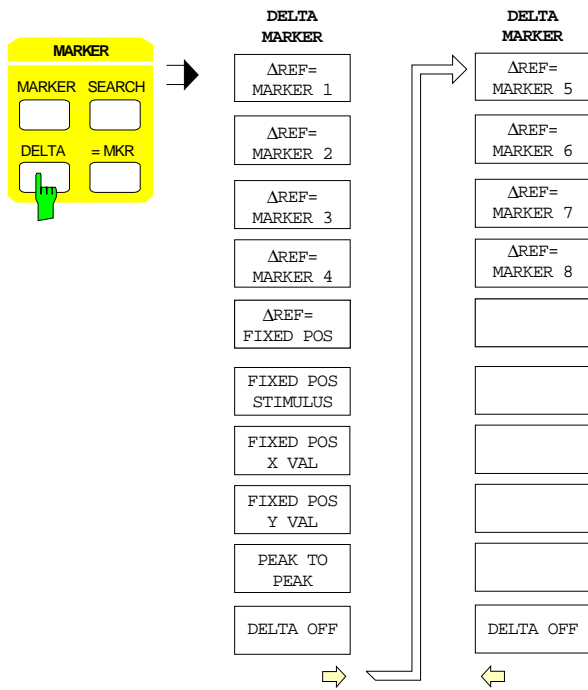 MARKER
MARKER SEARCH
DELTA = MKR
DELTA
MARKER
ΔREF=
MARKER 1
ΔREF=
MARKER 2
ΔREF=
MARKER 3
ΔREF=
MARKER 4
ΔREF=
FIXED POS
FIXED POS
STIMULUS
FIXED POS
X VAL
FIXED POS
Y VAL
PEAK TO
PEAK
DELTA OFF
DELTA
MARKER
ΔREF=
MARKER 5
ΔREF=
MARKER 6
ΔREF=
MARKER 7
ΔREF=
MARKER 8
DELTA OFF